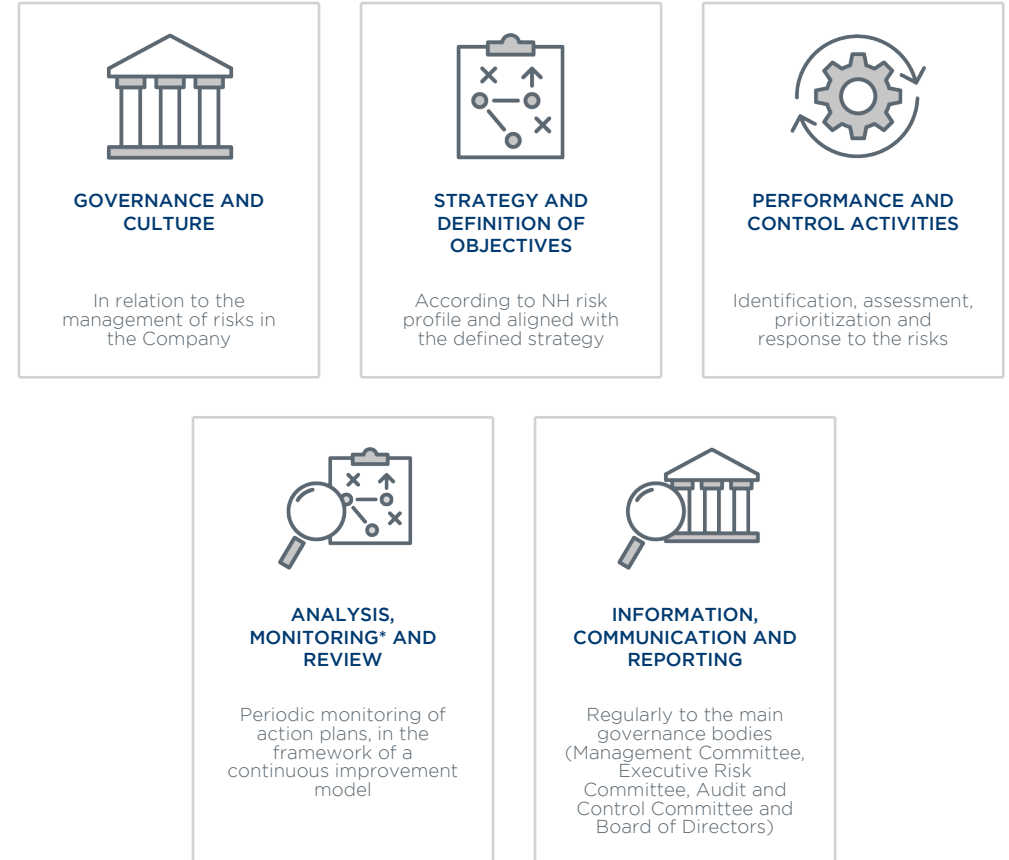 GOVERNANCE AND
CULTURE
In relation to the
management of risks in
the Company
STRATEGY AND
DEFINITION OF
OBJECTIVES
According to NH risk
profile and aligned with
the defined strategy
PERFORMANCE AND
CONTROL ACTIVITIES
Identification, assessment,
prioritization and
response to the risks
ANALYSIS,
MONITORING* AND
REVIEW
Periodic monitoring of
action plans, in the
framework of a
continuous improvement
model
INFORMATION,
COMMUNICATION AND
REPORTING
Regularly to the main
governance bodies
(Management Committee,
Executive Risk
Committee, Audit and
Control Committee and
Board of Directors)